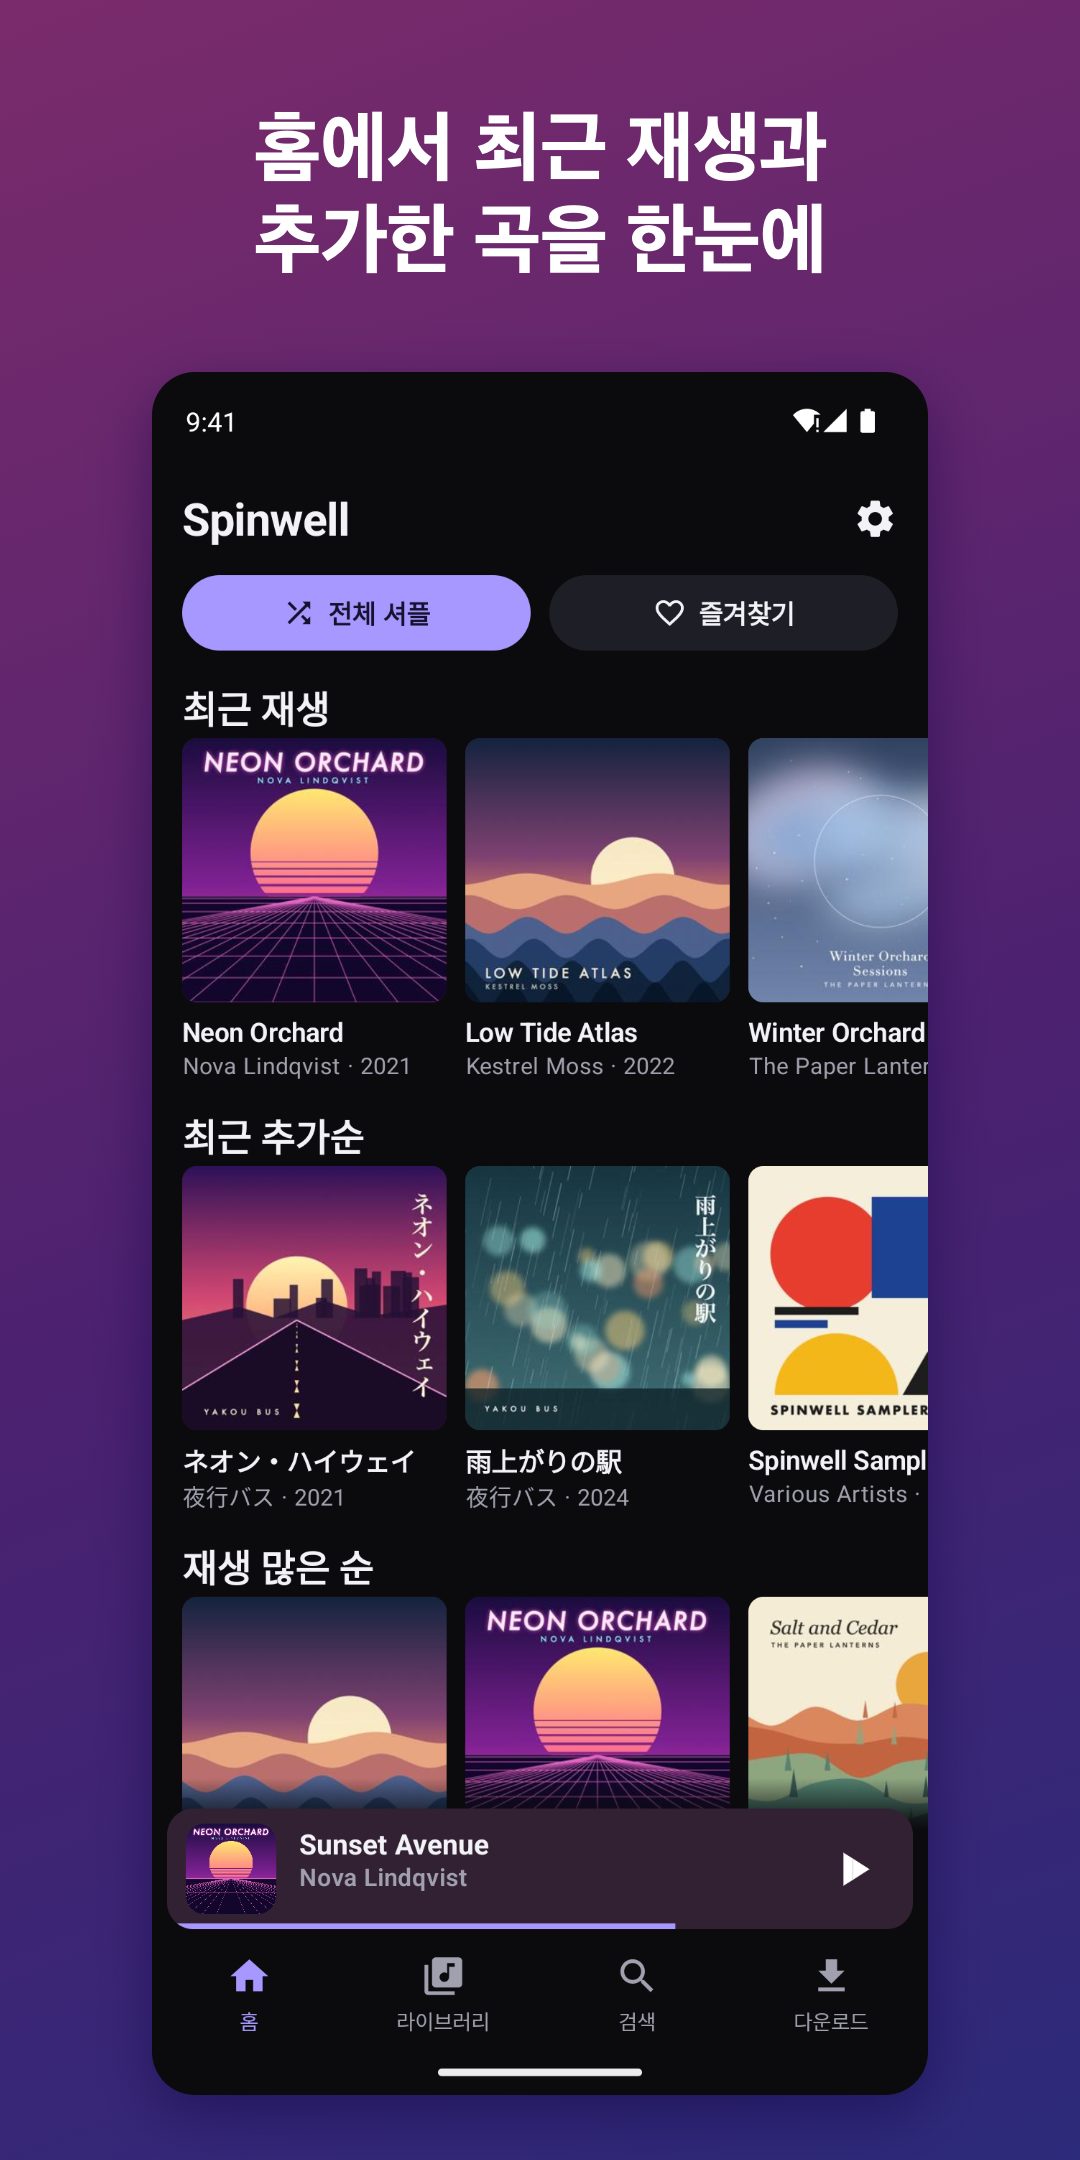 홈에서 최근 재생과
추가한 곡을 한눈에
9:41
Spinwell
전체 셔플
즐겨찾기
최근 재생
NEON ORCHARD
NOVA LINDQVIST
LOW TIDE ATLAS
KESTREL MOSS
Winter Orchard
Sessions
THE PAPER LANTERN
Neon Orchard
Nova Lindqvist · 2021
Low Tide Atlas
Kestrel Moss · 2022
Winter Orchard
The Paper Lanter
최근 추가순
ネオン・ハイウェイ
YAKOU BUS
雨上がりの駅
YAKOU BUS
SPINWELL SAMPLER
ネオン・ハイウェイ
夜行バス · 2021
雨上がりの駅
夜行バス · 2024
Spinwell Sampl
Various Artists ·
재생 많은 순
NEON ORCHARD
NOVA LINDQVIST
Salt and Cedar
THE PAPER LANTERNS
NEON ORCHARD
Sunset Avenue
Nova Lindqvist
홈
라이브러리
검색
다운로드